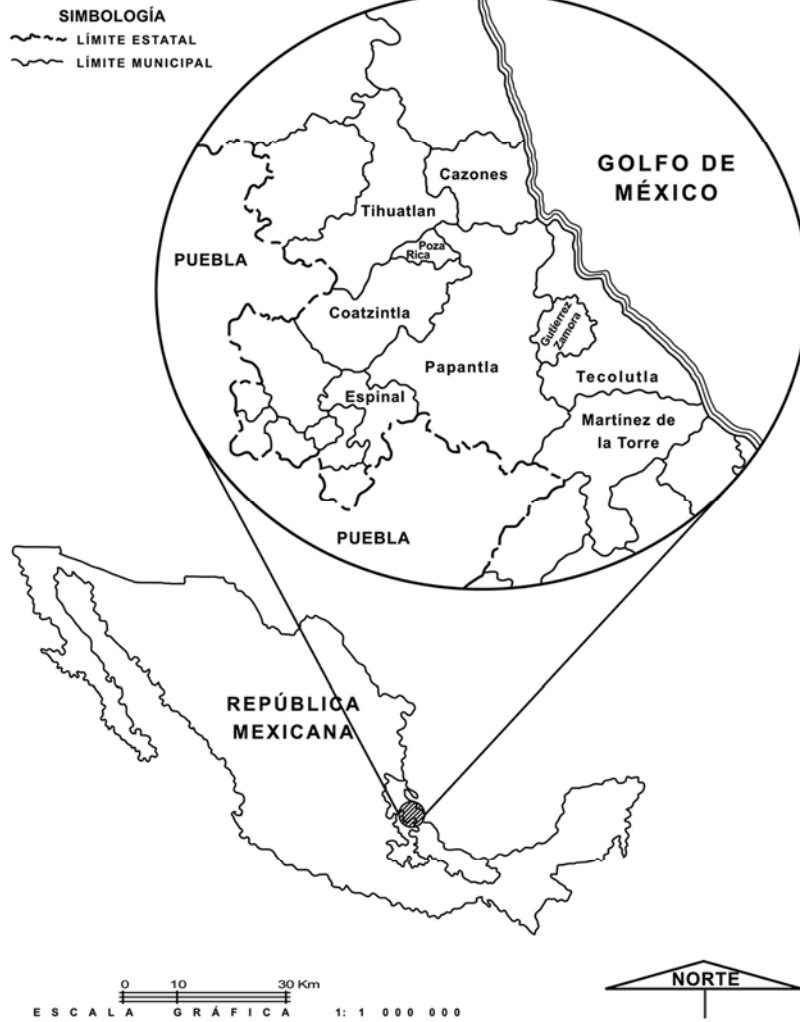 SIMBOLOGÍA
LÍMITE ESTATAL
LÍMITE MUNICIPAL
GOLFO DE
MÉXICO
Cazones
Tihuatlan
Poza
Rica
PUEBLA
Coatzintla
Gutierrez
Zamora
Papantla
Tecolutla
Espinal
Martínez de
la Torre
PUEBLA
REPÚBLICA
MEXICANA
0 10 30 Km
ESCALA GRÁFICA 1: 1 000 000
NORTE